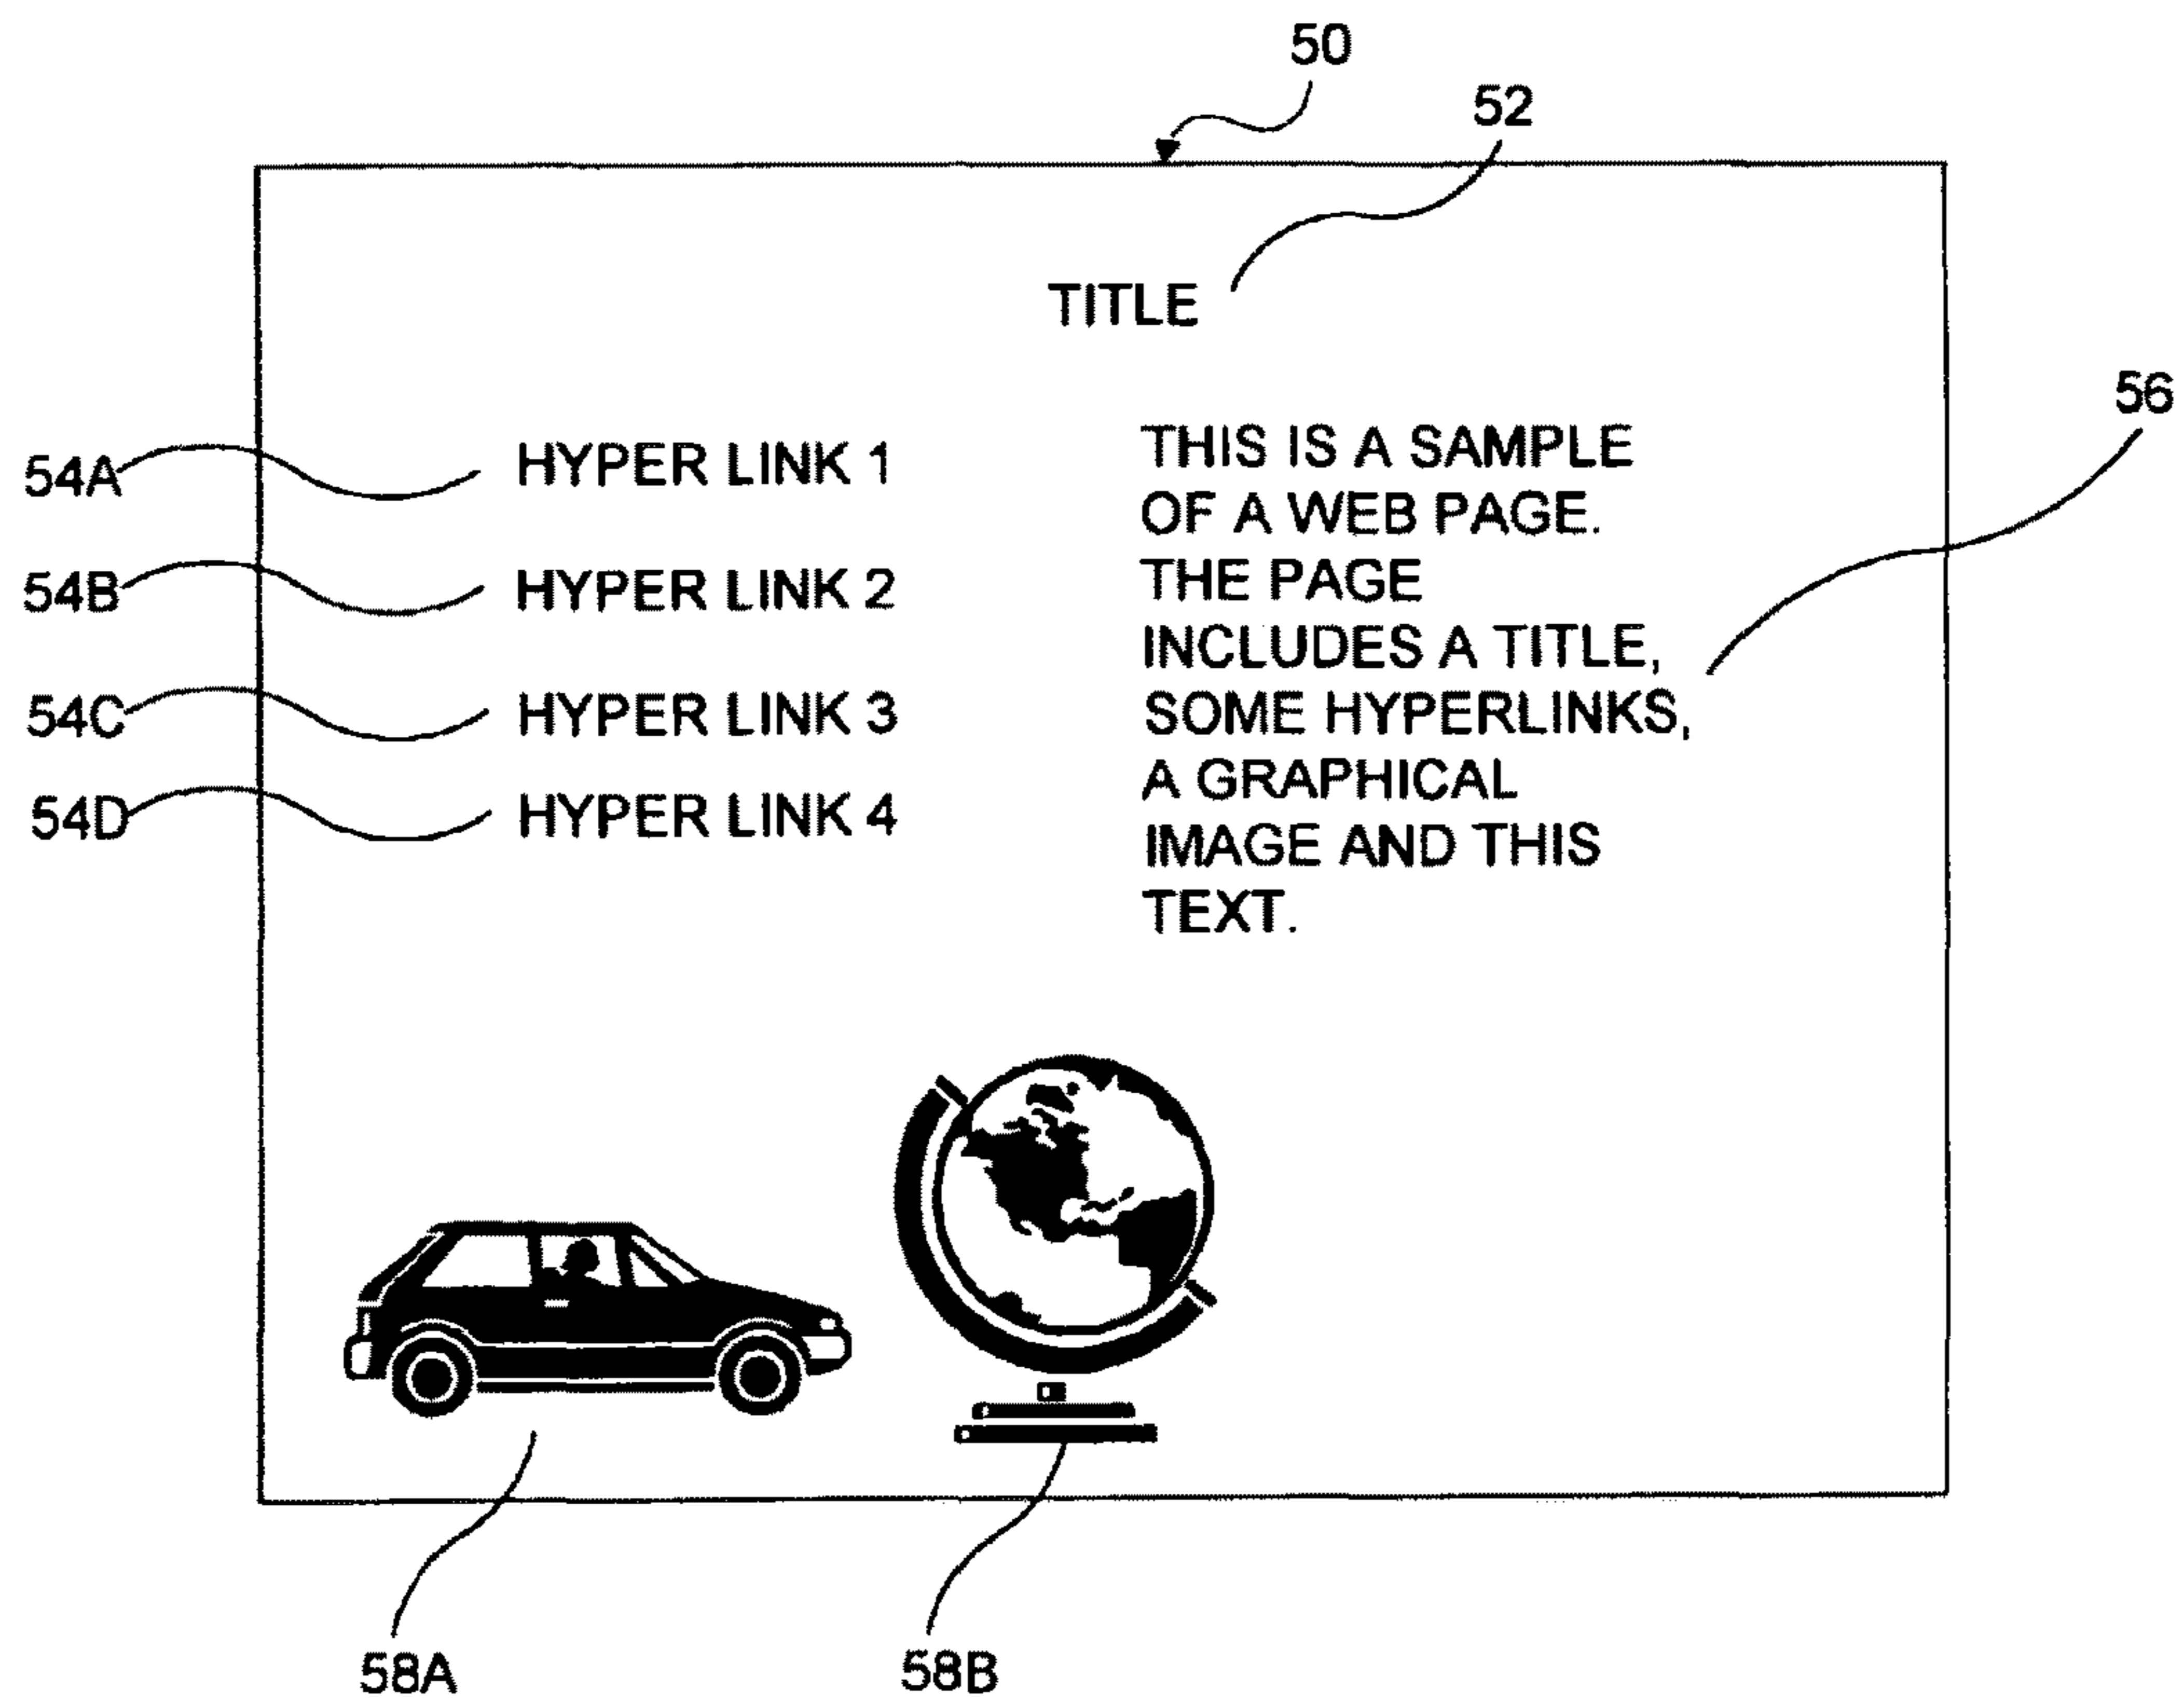 50
52
TITLE
56
54A HYPER LINK 1
54B HYPER LINK 2
54C HYPER LINK 3
54D HYPER LINK 4
THIS IS A SAMPLE
OF A WEB PAGE.
THE PAGE
INCLUDES A TITLE,
SOME HYPERLINKS,
A GRAPHICAL
IMAGE AND THIS
TEXT.
58A
58B